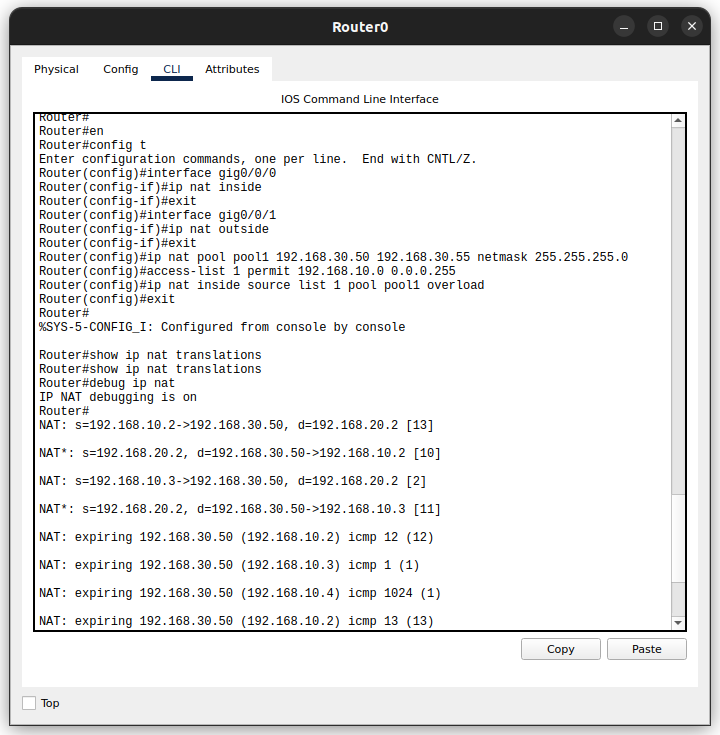 Router0
Physical Config CLI Attributes
IOS Command Line Interface
Router#
Router#en
Router#config t
Enter configuration commands, one per line.  End with CNTL/Z.
Router(config)#interface gig0/0/0
Router(config-if)#ip nat inside
Router(config-if)#exit
Router(config)#interface gig0/0/1
Router(config-if)#ip nat outside
Router(config-if)#exit
Router(config)#ip nat pool pool1 192.168.30.50 192.168.30.55 netmask 255.255.255.0
Router(config)#access-list 1 permit 192.168.10.0 0.0.0.255
Router(config)#ip nat inside source list 1 pool pool1 overload
Router(config)#exit
Router#
%SYS-5-CONFIG_I: Configured from console by console
Router#show ip nat translations
Router#show ip nat translations
Router#debug ip nat
IP NAT debugging is on
Router#
NAT: s=192.168.10.2->192.168.30.50, d=192.168.20.2 [13]
NAT*: s=192.168.20.2, d=192.168.30.50->192.168.10.2 [10]
NAT: s=192.168.10.3->192.168.30.50, d=192.168.20.2 [2]
NAT*: s=192.168.20.2, d=192.168.30.50->192.168.10.3 [11]
NAT: expiring 192.168.30.50 (192.168.10.2) icmp 12 (12)
NAT: expiring 192.168.30.50 (192.168.10.3) icmp 1 (1)
NAT: expiring 192.168.30.50 (192.168.10.4) icmp 1024 (1)
NAT: expiring 192.168.30.50 (192.168.10.2) icmp 13 (13)
Copy Paste
Top